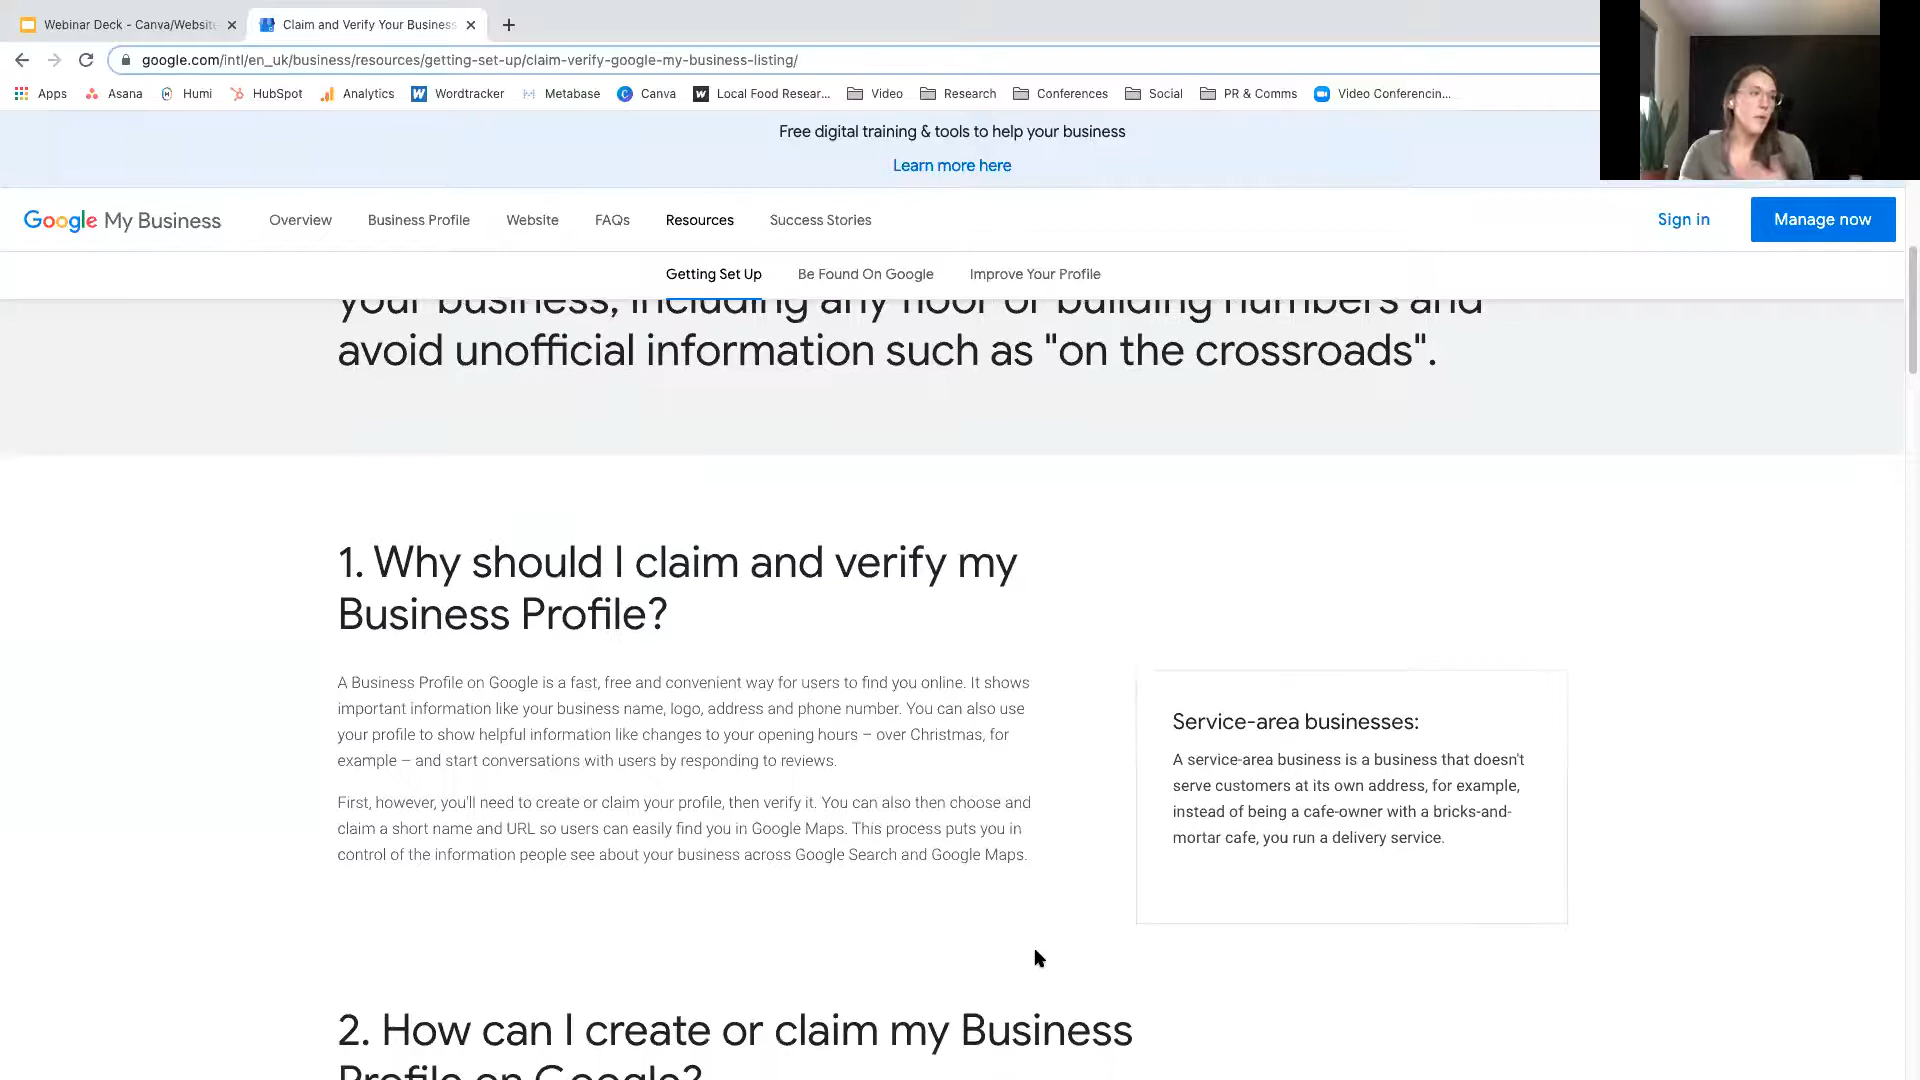 Webinar Deck - Canva/Website
Claim and Verify Your Business
google.com/intl/en_uk/business/resources/getting-set-up/claim-verify-google-my-business-listing/
Apps Asana Humi HubSpot Analytics Wordtracker Metabase Canva Local Food Resear... Video Research Conferences Social PR & Comms Video Conferencin...
Free digital training & tools to help your business
Learn more here
Google My Business Overview Business Profile Website FAQs Resources Success Stories Sign in Manage now
Getting Set Up Be Found On Google Improve Your Profile
your business, including any floor or building numbers and
avoid unofficial information such as "on the crossroads".
1. Why should I claim and verify my
Business Profile?
A Business Profile on Google is a fast, free and convenient way for users to find you online. It shows
important information like your business name, logo, address and phone number. You can also use
your profile to show helpful information like changes to your opening hours – over Christmas, for
example – and start conversations with users by responding to reviews.
First, however, you'll need to create or claim your profile, then verify it. You can also then choose and
claim a short name and URL so users can easily find you in Google Maps. This process puts you in
control of the information people see about your business across Google Search and Google Maps.
Service-area businesses:
A service-area business is a business that doesn't
serve customers at its own address, for example,
instead of being a cafe-owner with a bricks-and-
mortar cafe, you run a delivery service.
2. How can I create or claim my Business
Profile on Google?